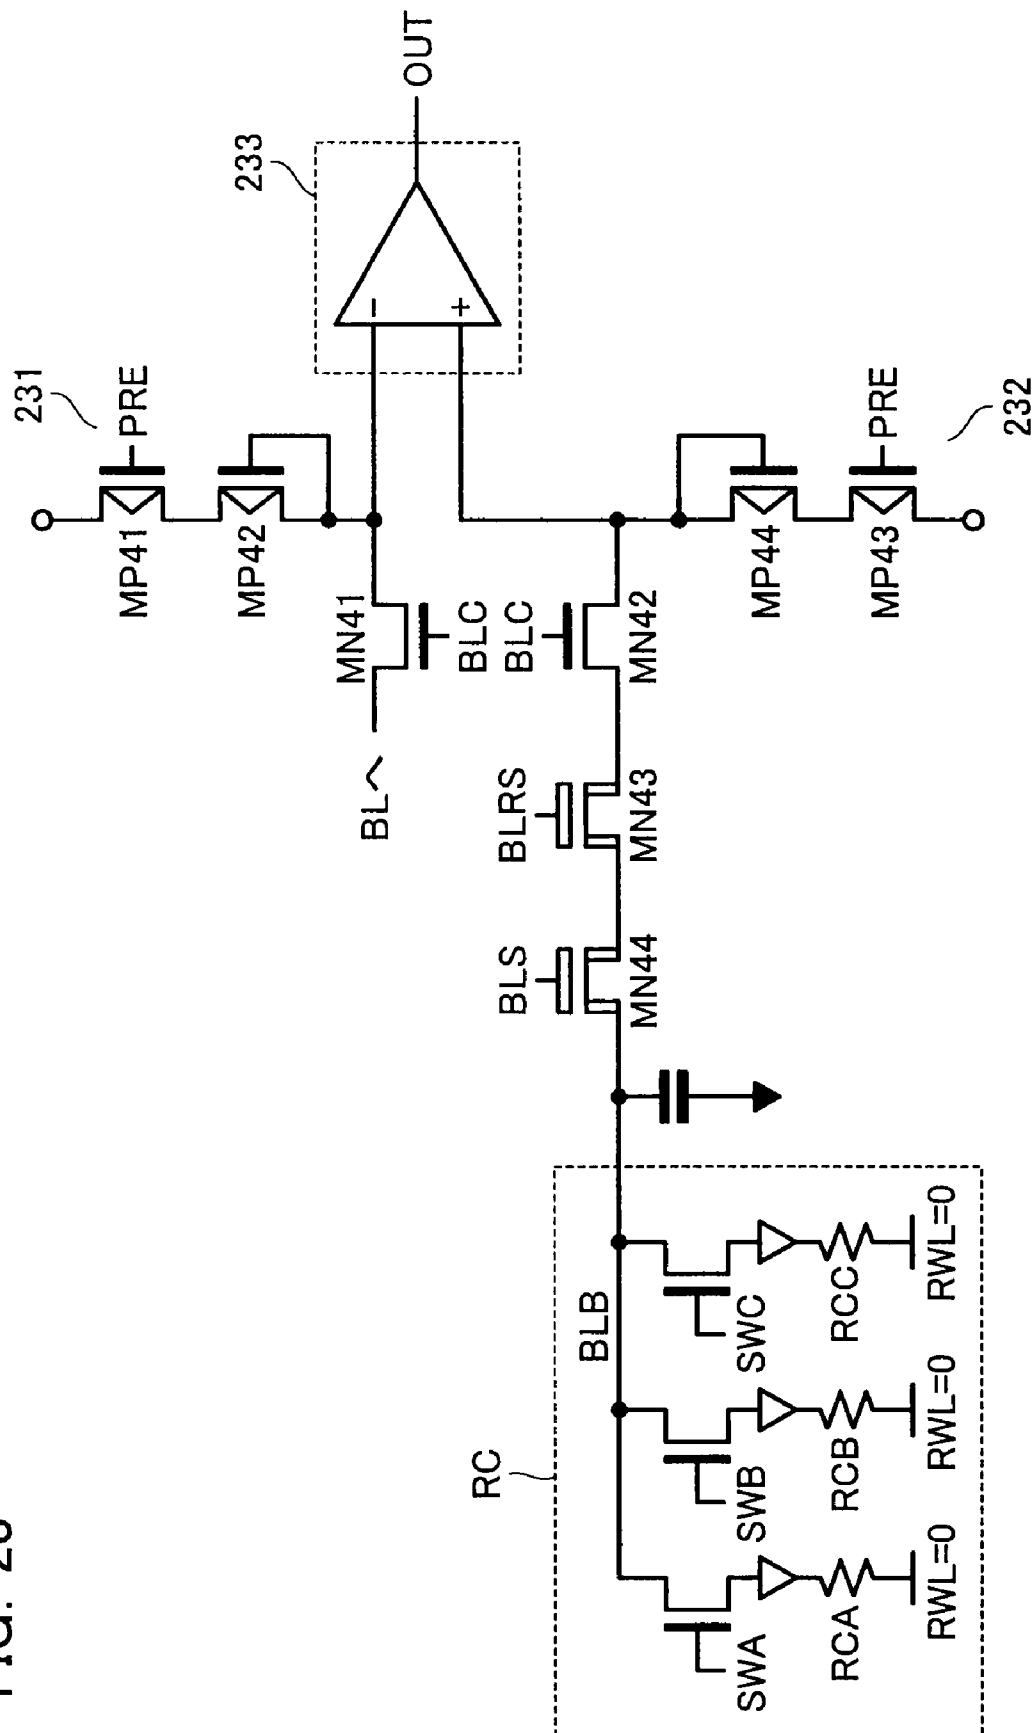 231
PRE
MP41
MP42
233
OUT
−
+
MN41
BLC
BL
BLC
MN42
BLRS
MN43
BLS
MN44
MP44
MP43
PRE
232
RC
BLB
SWA
RCA
RWL=0
SWB
RCB
RWL=0
SWC
RCC
RWL=0